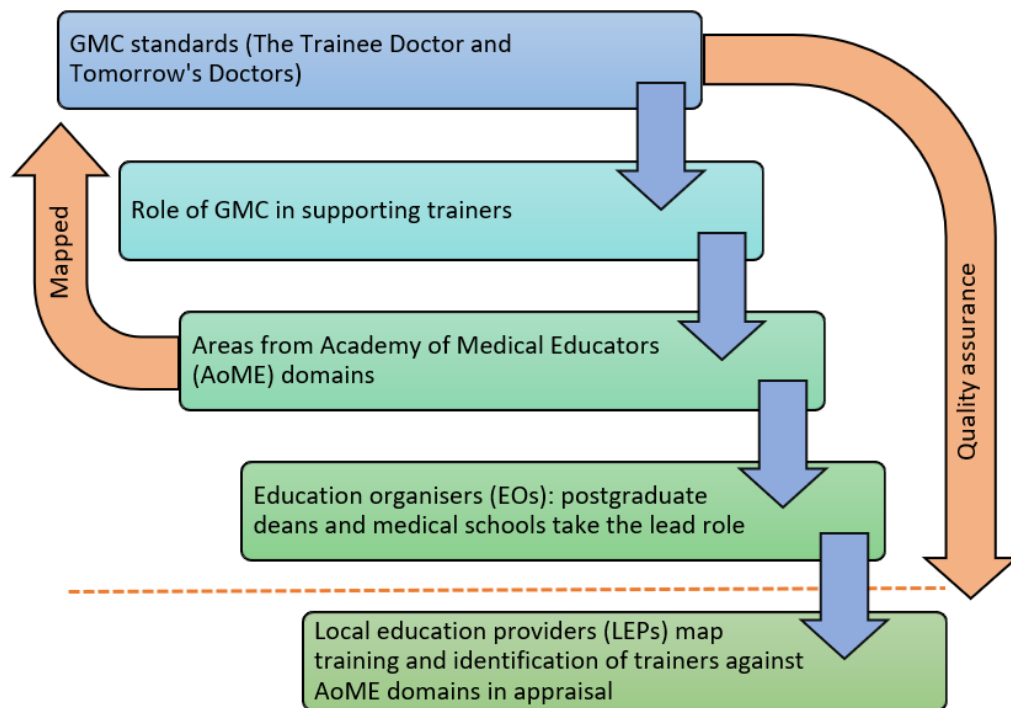 GMC standards (The Trainee Doctor and
Tomorrow's Doctors)
Role of GMC in supporting trainers
Mapped
Areas from Academy of Medical Educators
(AoME) domains
Quality assurance
Education organisers (EOs): postgraduate
deans and medical schools take the lead role
Local education providers (LEPs) map
training and identification of trainers against
AoME domains in appraisal